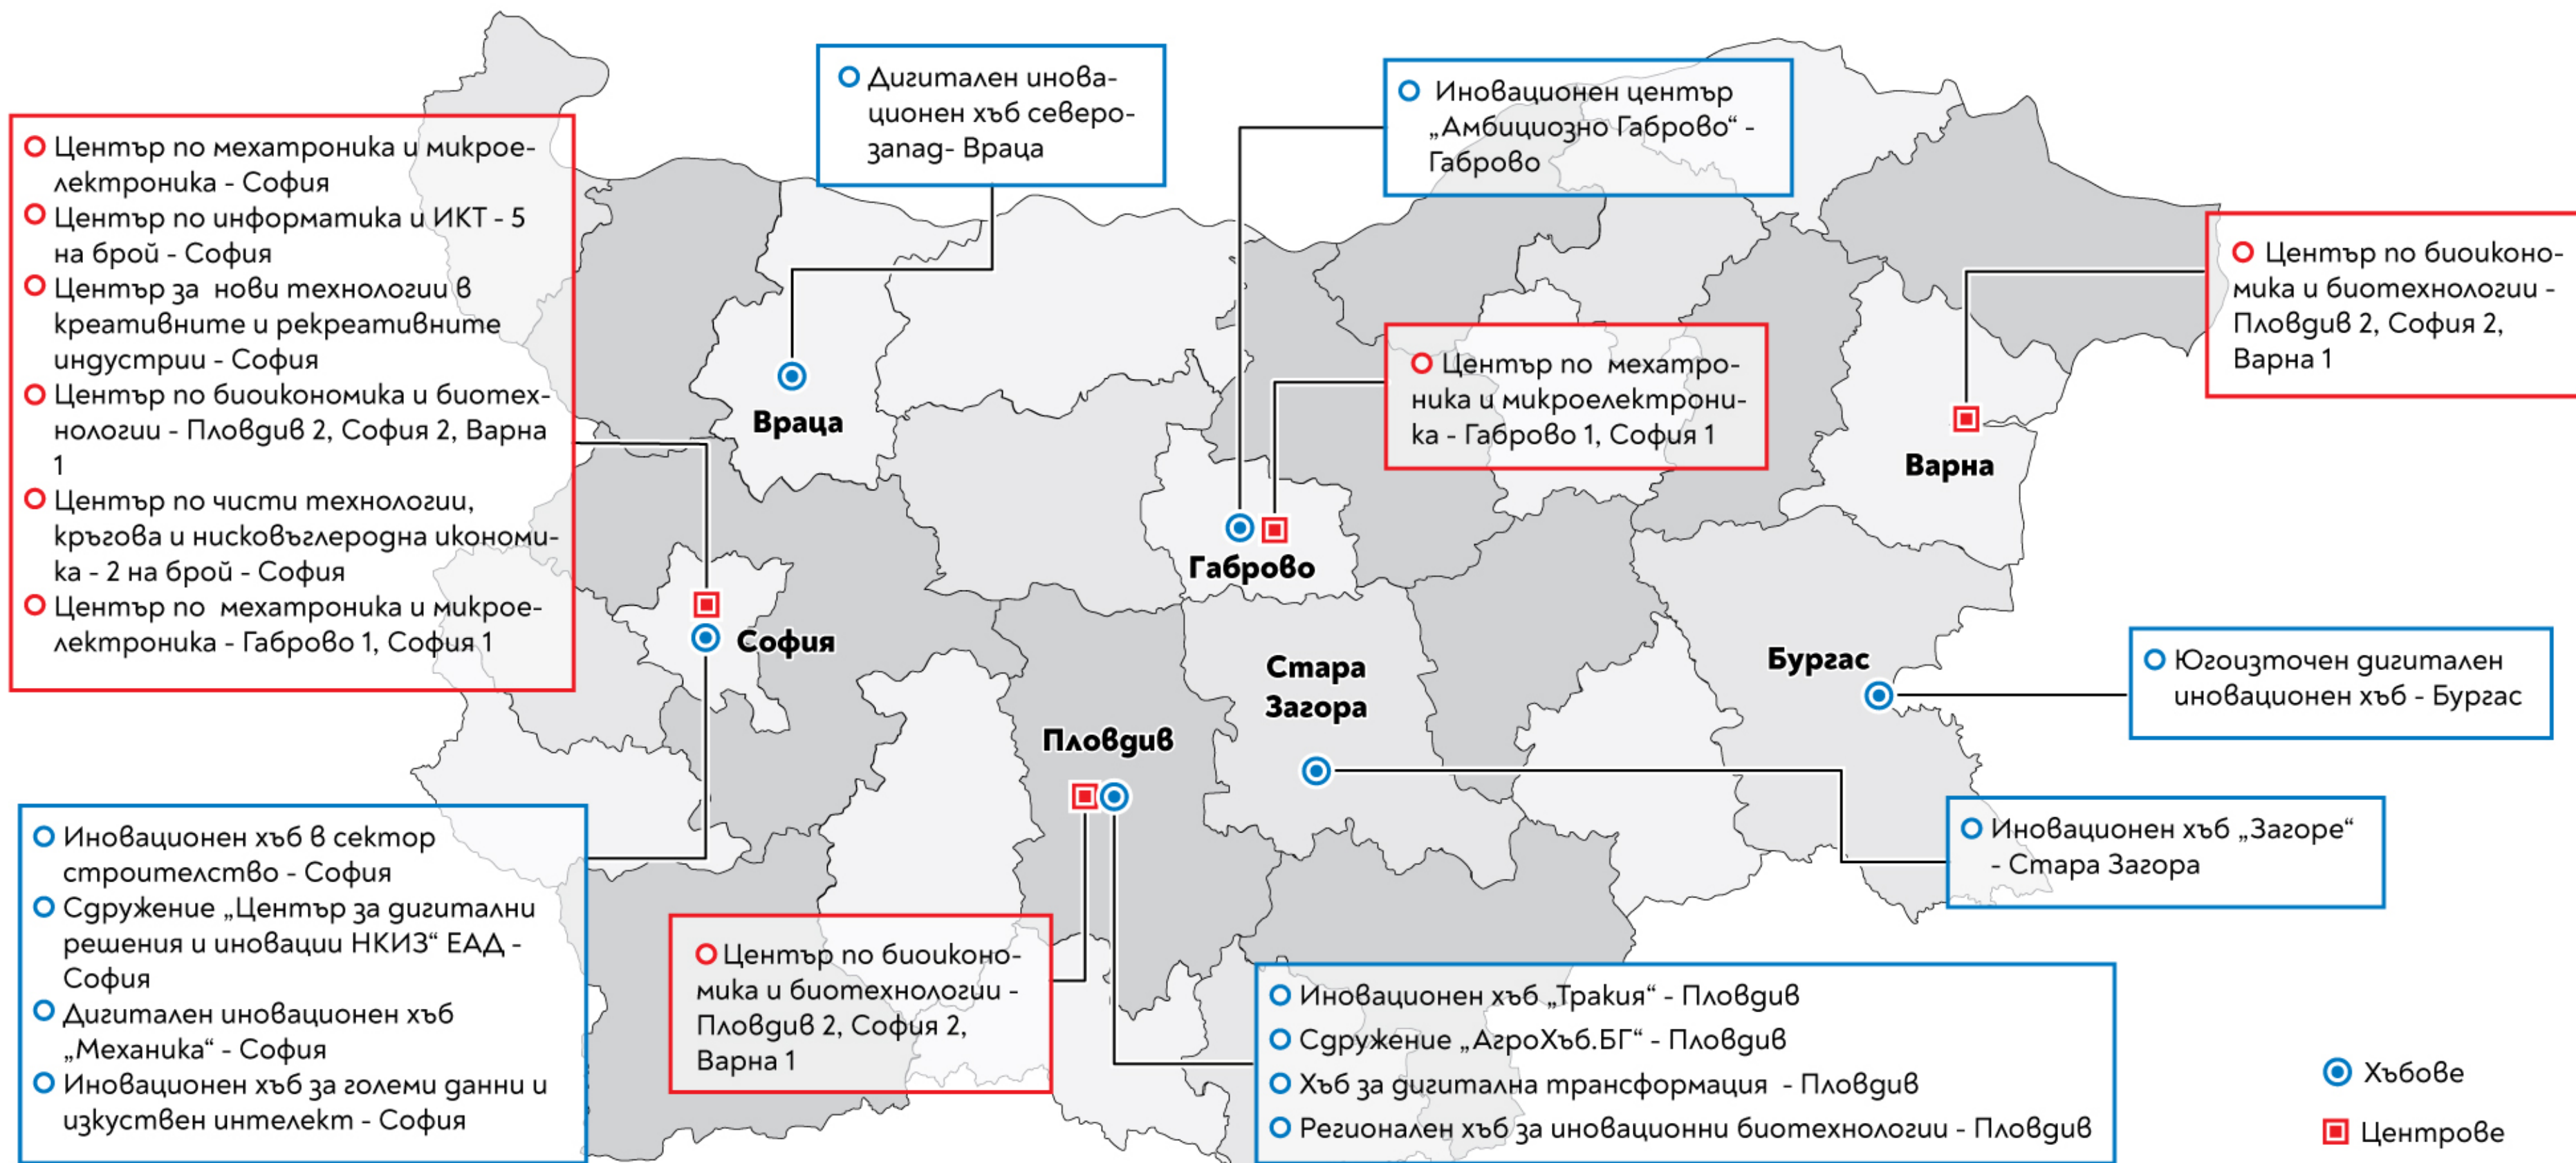 Център по мехатроника и микрое-
лектроника - София
Център по информатика и ИКТ - 5
на брой - София
Център за нови технологии в
креативните и рекреативните
индустрии - София
Център по биоикономика и биотех-
нологии - Пловдив 2, София 2, Варна
1
Център по чисти технологии,
кръгова и нисковъглеродна икономи-
ка - 2 на брой - София
Център по мехатроника и микрое-
лектроника - Габрово 1, София 1
Дигитален инова-
ционен хъб северо-
запад- Враца
Иновационен център
„Амбициозно Габрово“ -
Габрово
Център по биоиконо-
мика и биотехнологии -
Пловдив 2, София 2,
Варна 1
Център по мехатро-
ника и микроелектрони-
ка - Габрово 1, София 1
Враца
Варна
Габрово
София
Стара
Загора
Бургас
Пловдив
Югоизточен дигитален
иновационен хъб - Бургас
Иновационен хъб „Загоре“
- Стара Загора
Иновационен хъб в сектор
строителство - София
Сдружение „Център за дигитални
решения и иновации НКИЗ“ ЕАД -
София
Дигитален иновационен хъб
„Механика“ - София
Иновационен хъб за големи данни и
изкуствен интелект - София
Център по биоиконо-
мика и биотехнологии -
Пловдив 2, София 2,
Варна 1
Иновационен хъб „Тракия“ - Пловдив
Сдружение „АгроХъб.БГ“ - Пловдив
Хъб за дигитална трансформация - Пловдив
Регионален хъб за иновационни биотехнологии - Пловдив
Хъбове
Центрове